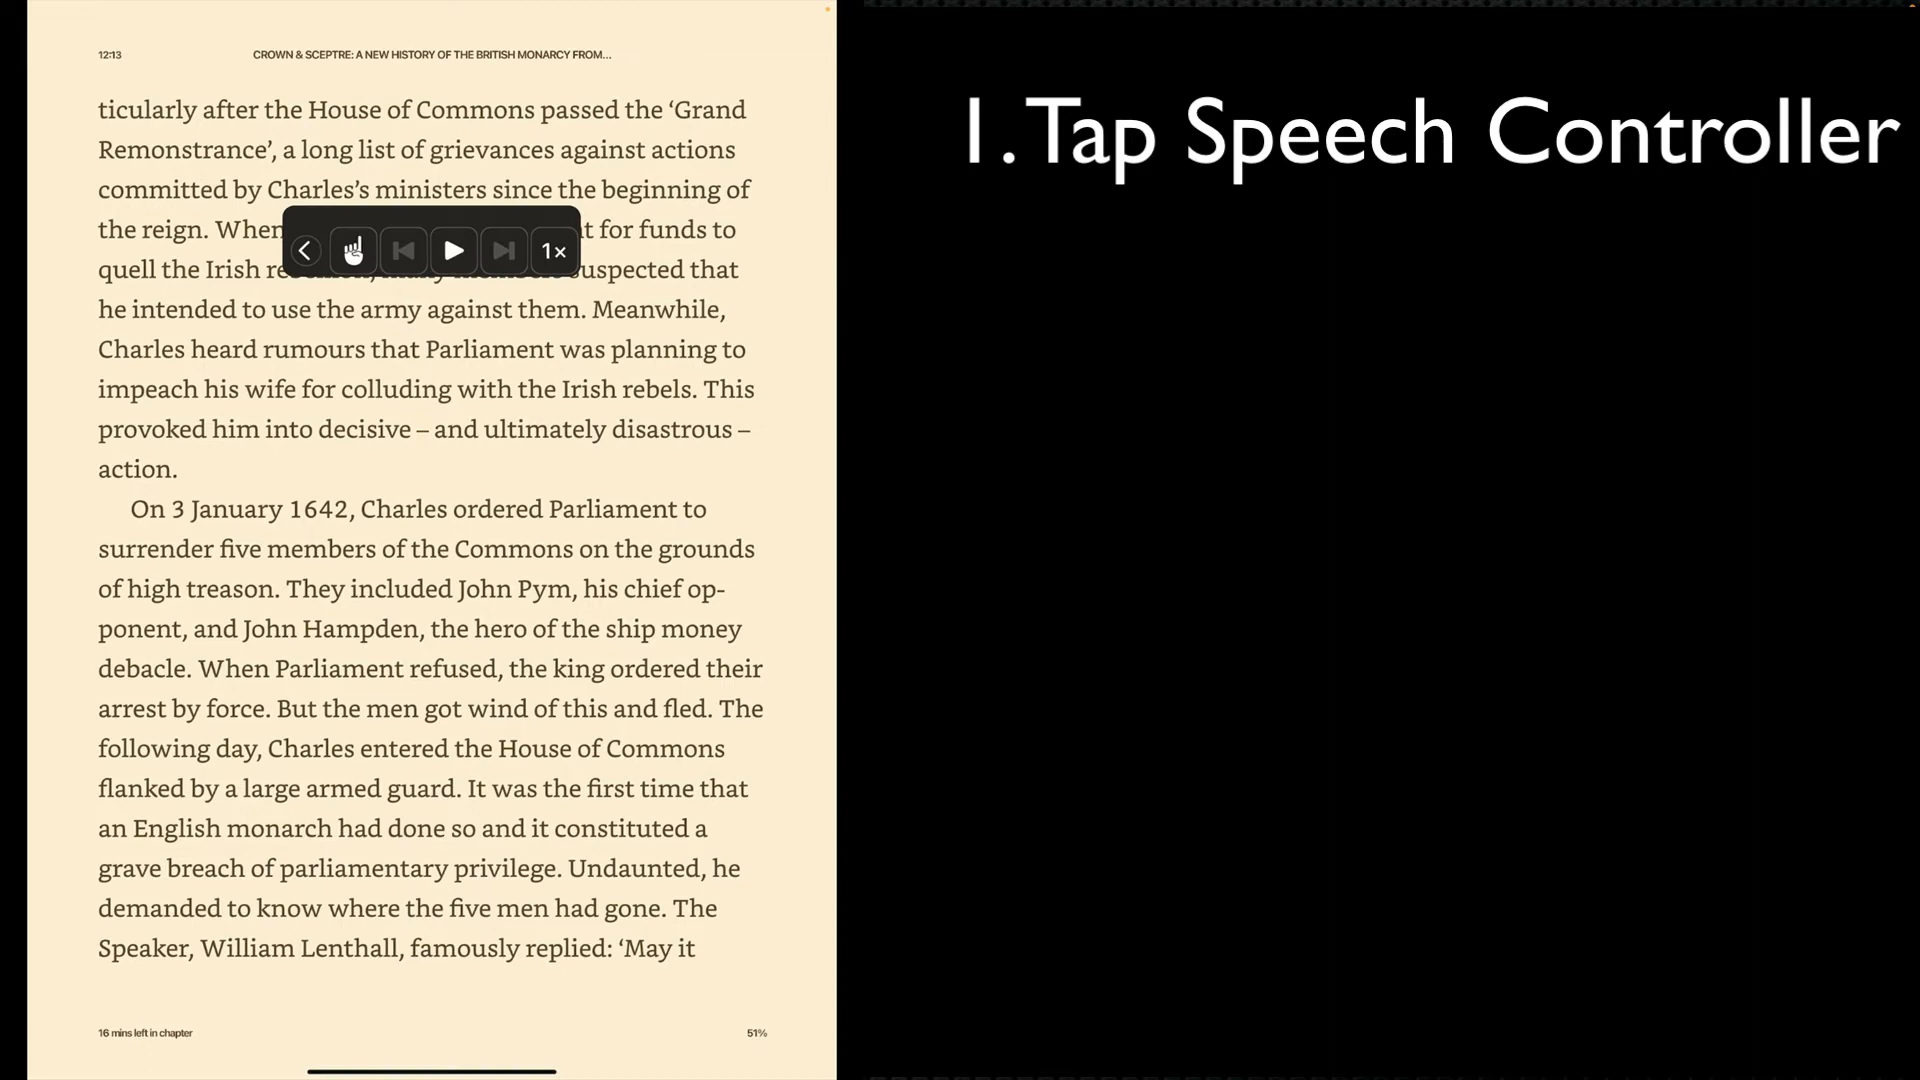 12:13
CROWN & SCEPTRE: A NEW HISTORY OF THE BRITISH MONARCY FROM...
ticularly after the House of Commons passed the ‘Grand
Remonstrance’, a long list of grievances against actions
committed by Charles’s ministers since the beginning of
the reign. When t for funds to
quell the Irish suspected that
he intended to use the army against them. Meanwhile,
Charles heard rumours that Parliament was planning to
impeach his wife for colluding with the Irish rebels. This
provoked him into decisive – and ultimately disastrous –
action.
On 3 January 1642, Charles ordered Parliament to
surrender five members of the Commons on the grounds
of high treason. They included John Pym, his chief op-
ponent, and John Hampden, the hero of the ship money
debacle. When Parliament refused, the king ordered their
arrest by force. But the men got wind of this and fled. The
following day, Charles entered the House of Commons
flanked by a large armed guard. It was the first time that
an English monarch had done so and it constituted a
grave breach of parliamentary privilege. Undaunted, he
demanded to know where the five men had gone. The
Speaker, William Lenthall, famously replied: ‘May it
16 mins left in chapter
51%
1×
1. Tap Speech Controller